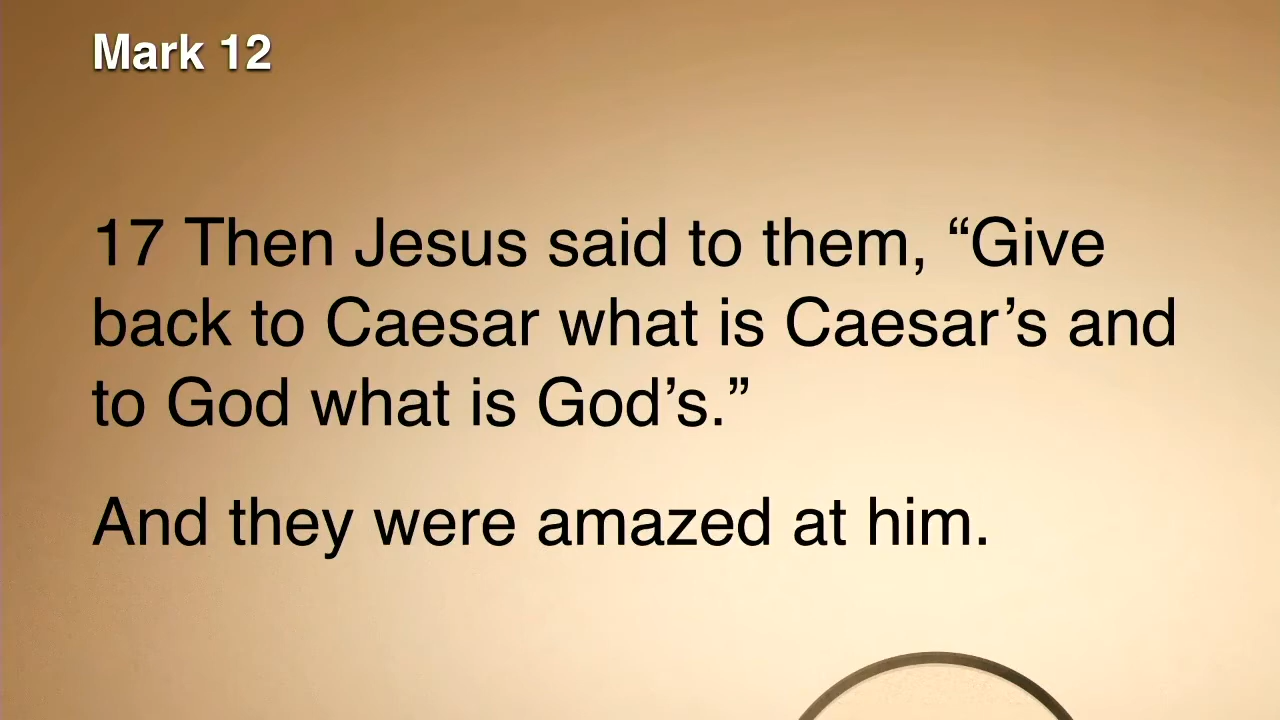 Mark 12
17 Then Jesus said to them, “Give
back to Caesar what is Caesar’s and
to God what is God’s.”
And they were amazed at him.